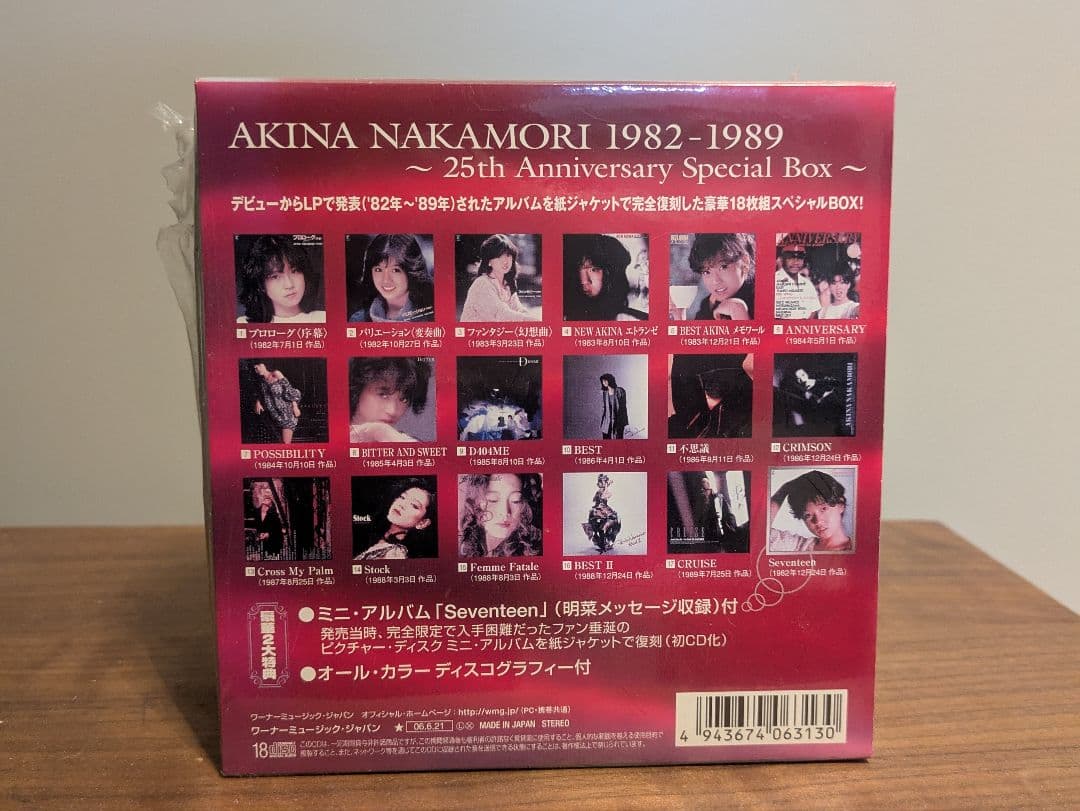 AKINA NAKAMORI 1982-1989
～ 25th Anniversary Special Box ～
デビューからLPで発表('82年～'89年)されたアルバムを紙ジャケットで完全復刻した豪華18枚組スペシャルBOX!
1 プロローグ〈序幕〉
(1982年7月1日 作品)
2 バリエーション〈変奏曲〉
(1982年10月27日 作品)
3 ファンタジー〈幻想曲〉
(1983年3月23日 作品)
4 NEW AKINA エトランゼ
(1983年8月10日 作品)
5 BEST AKINA メモワール
(1983年12月21日 作品)
6 ANNIVERSARY
(1984年5月1日 作品)
7 POSSIBILITY
(1984年10月10日 作品)
8 BITTER AND SWEET
(1985年4月3日 作品)
9 D404ME
(1985年8月10日 作品)
10 BEST
(1986年4月1日 作品)
11 不思議
(1986年8月11日 作品)
12 CRIMSON
(1986年12月24日 作品)
13 Cross My Palm
(1987年8月25日 作品)
14 Stock
(1988年3月3日 作品)
15 Femme Fatale
(1988年8月3日 作品)
16 BEST II
(1988年12月24日 作品)
17 CRUISE
(1989年7月25日 作品)
Seventeen
(1982年12月24日 作品)
豪華2大特典
●ミニ・アルバム「Seventeen」(明菜メッセージ収録)付
発売当時、完全限定で入手困難だったファン垂涎の
ピクチャー・ディスク ミニ・アルバムを紙ジャケットで復刻(初CD化)
●オール・カラー ディスコグラフィー付
ワーナーミュージック・ジャパン オフィシャル・ホームページ：http://wmg.jp/(PC・携帯共通)
ワーナーミュージック・ジャパン ★ 06.6.21 Ⓛ Ⓧ MADE IN JAPAN STEREO
18
4 943674 063130